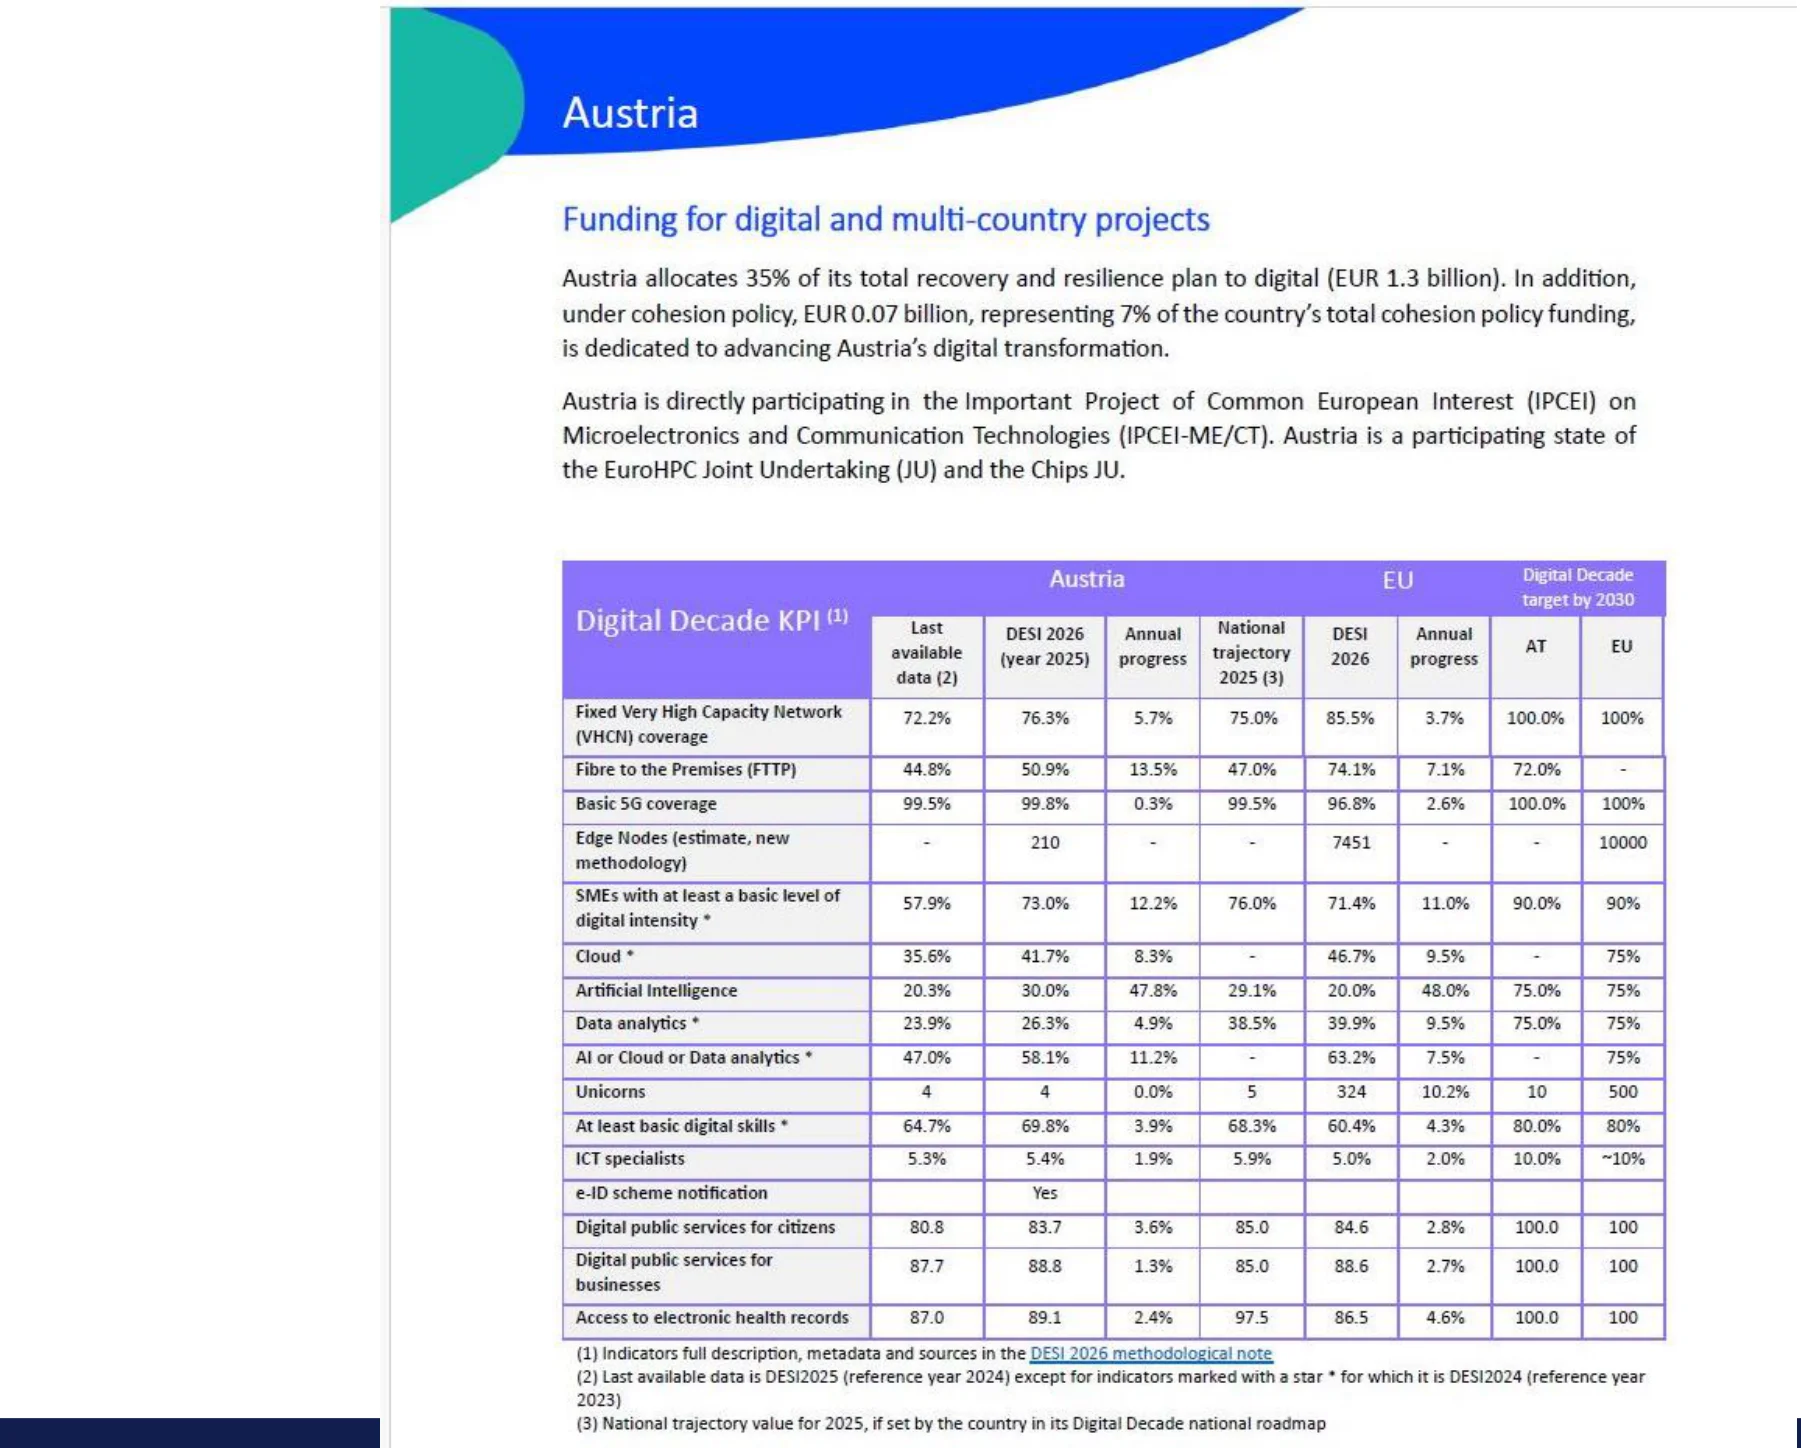 Austria
Funding for digital and multi-country projects
Austria allocates 35% of its total recovery and resilience plan to digital (EUR 1.3 billion). In addition,
under cohesion policy, EUR 0.07 billion, representing 7% of the country’s total cohesion policy funding,
is dedicated to advancing Austria’s digital transformation.
Austria is directly participating in the Important Project of Common European Interest (IPCEI) on
Microelectronics and Communication Technologies (IPCEI-ME/CT). Austria is a participating state of
the EuroHPC Joint Undertaking (JU) and the Chips JU.
Digital Decade KPI (1) Austria EU Digital Decade target by 2030
Last available data (2) DESI 2026 (year 2025) Annual progress National trajectory 2025 (3) DESI 2026 Annual progress AT EU
Fixed Very High Capacity Network (VHCN) coverage 72.2% 76.3% 5.7% 75.0% 85.5% 3.7% 100.0% 100%
Fibre to the Premises (FTTP) 44.8% 50.9% 13.5% 47.0% 74.1% 7.1% 72.0% -
Basic 5G coverage 99.5% 99.8% 0.3% 99.5% 96.8% 2.6% 100.0% 100%
Edge Nodes (estimate, new methodology) - 210 - - 7451 - - 10000
SMEs with at least a basic level of digital intensity * 57.9% 73.0% 12.2% 76.0% 71.4% 11.0% 90.0% 90%
Cloud * 35.6% 41.7% 8.3% - 46.7% 9.5% - 75%
Artificial Intelligence 20.3% 30.0% 47.8% 29.1% 20.0% 48.0% 75.0% 75%
Data analytics * 23.9% 26.3% 4.9% 38.5% 39.9% 9.5% 75.0% 75%
AI or Cloud or Data analytics * 47.0% 58.1% 11.2% - 63.2% 7.5% - 75%
Unicorns 4 4 0.0% 5 324 10.2% 10 500
At least basic digital skills * 64.7% 69.8% 3.9% 68.3% 60.4% 4.3% 80.0% 80%
ICT specialists 5.3% 5.4% 1.9% 5.9% 5.0% 2.0% 10.0% ~10%
e-ID scheme notification Yes
Digital public services for citizens 80.8 83.7 3.6% 85.0 84.6 2.8% 100.0 100
Digital public services for businesses 87.7 88.8 1.3% 85.0 88.6 2.7% 100.0 100
Access to electronic health records 87.0 89.1 2.4% 97.5 86.5 4.6% 100.0 100
(1) Indicators full description, metadata and sources in the DESI 2026 methodological note
(2) Last available data is DESI2025 (reference year 2024) except for indicators marked with a star * for which it is DESI2024 (reference year
2023)
(3) National trajectory value for 2025, if set by the country in its Digital Decade national roadmap